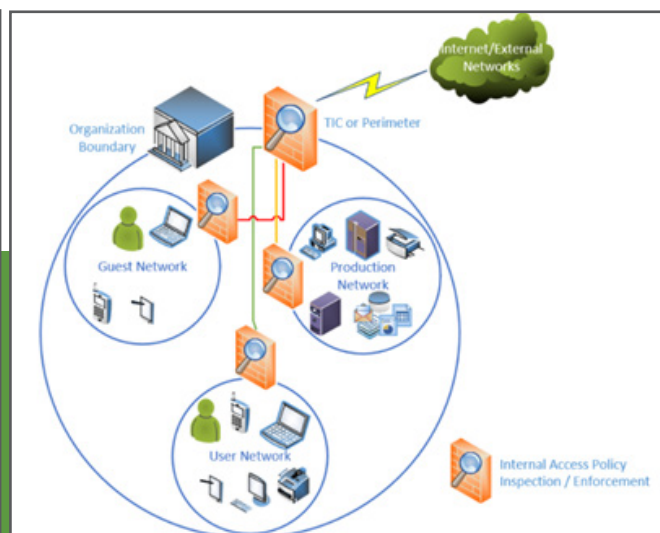 Internet/External
Networks
TIC or Perimeter
Organization
Boundary
Guest Network
Production
Network
User Network
Internal Access Policy
Inspection / Enforcement